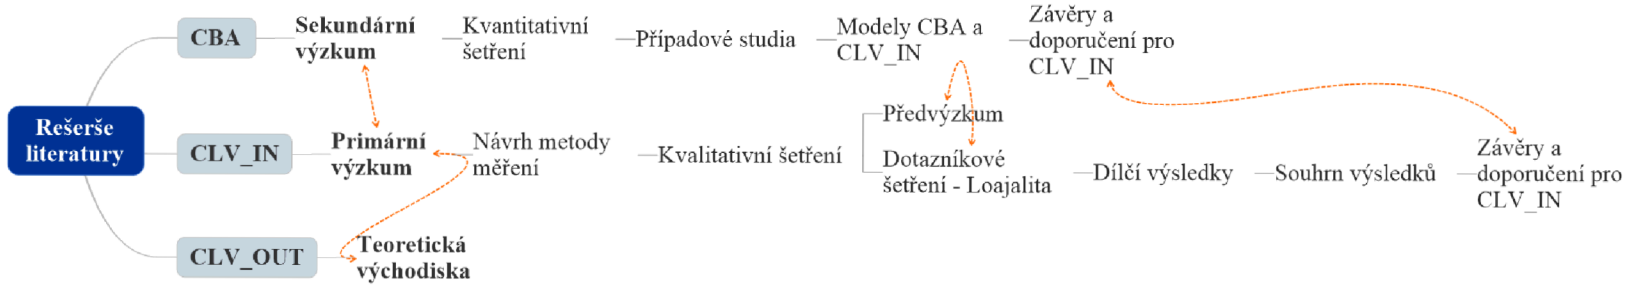 Rešerše
literatury
CBA
Sekundární
výzkum
Kvantitativní
šetření
Případové studia
Modely CBA a
CLV_IN
Závěry a
doporučení pro
CLV_IN
CLV_IN
Primární
výzkum
Návrh metody
měření
Kvalitativní šetření
Předvýzkum
Dotazníkové
šetření - Loajalita
Dílčí výsledky
Souhrn výsledků
Závěry a
doporučení pro
CLV_IN
CLV_OUT
Teoretická
východiska